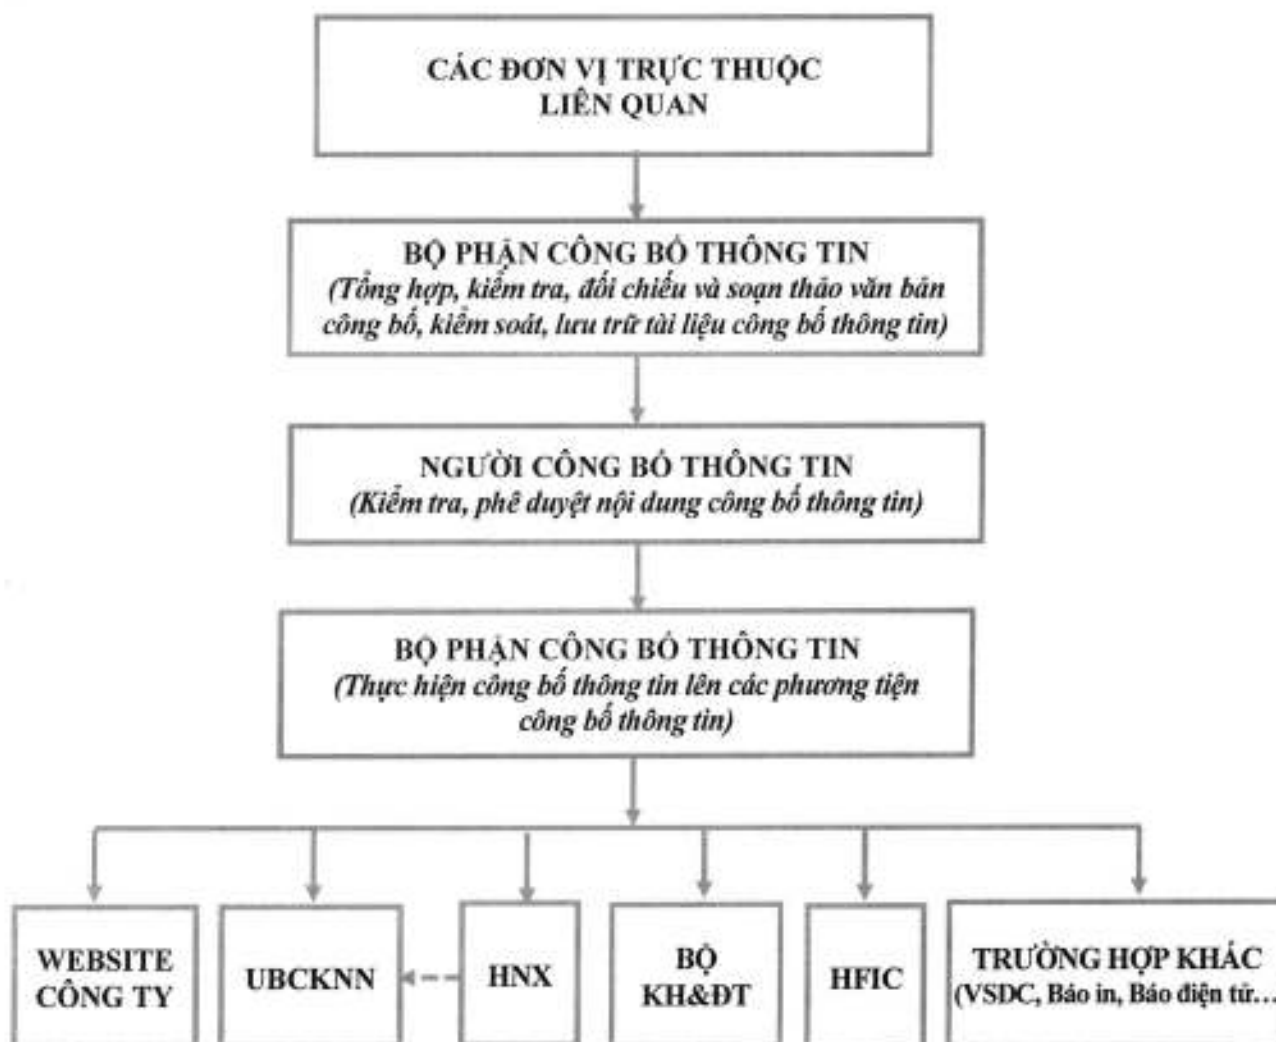 CÁC ĐƠN VỊ TRỰC THUỘC
LIÊN QUAN
BỘ PHẬN CÔNG BỐ THÔNG TIN
(Tổng hợp, kiểm tra, đối chiếu và soạn thảo văn bản
công bố, kiểm soát, lưu trữ tài liệu công bố thông tin)
NGƯỜI CÔNG BỐ THÔNG TIN
(Kiểm tra, phê duyệt nội dung công bố thông tin)
BỘ PHẬN CÔNG BỐ THÔNG TIN
(Thực hiện công bố thông tin lên các phương tiện
công bố thông tin)
WEBSITE
CÔNG TY
UBCKNN
HNX
BỘ
KH&ĐT
HFIC
TRƯỜNG HỢP KHÁC
(VSDC, Báo in, Báo điện tử...